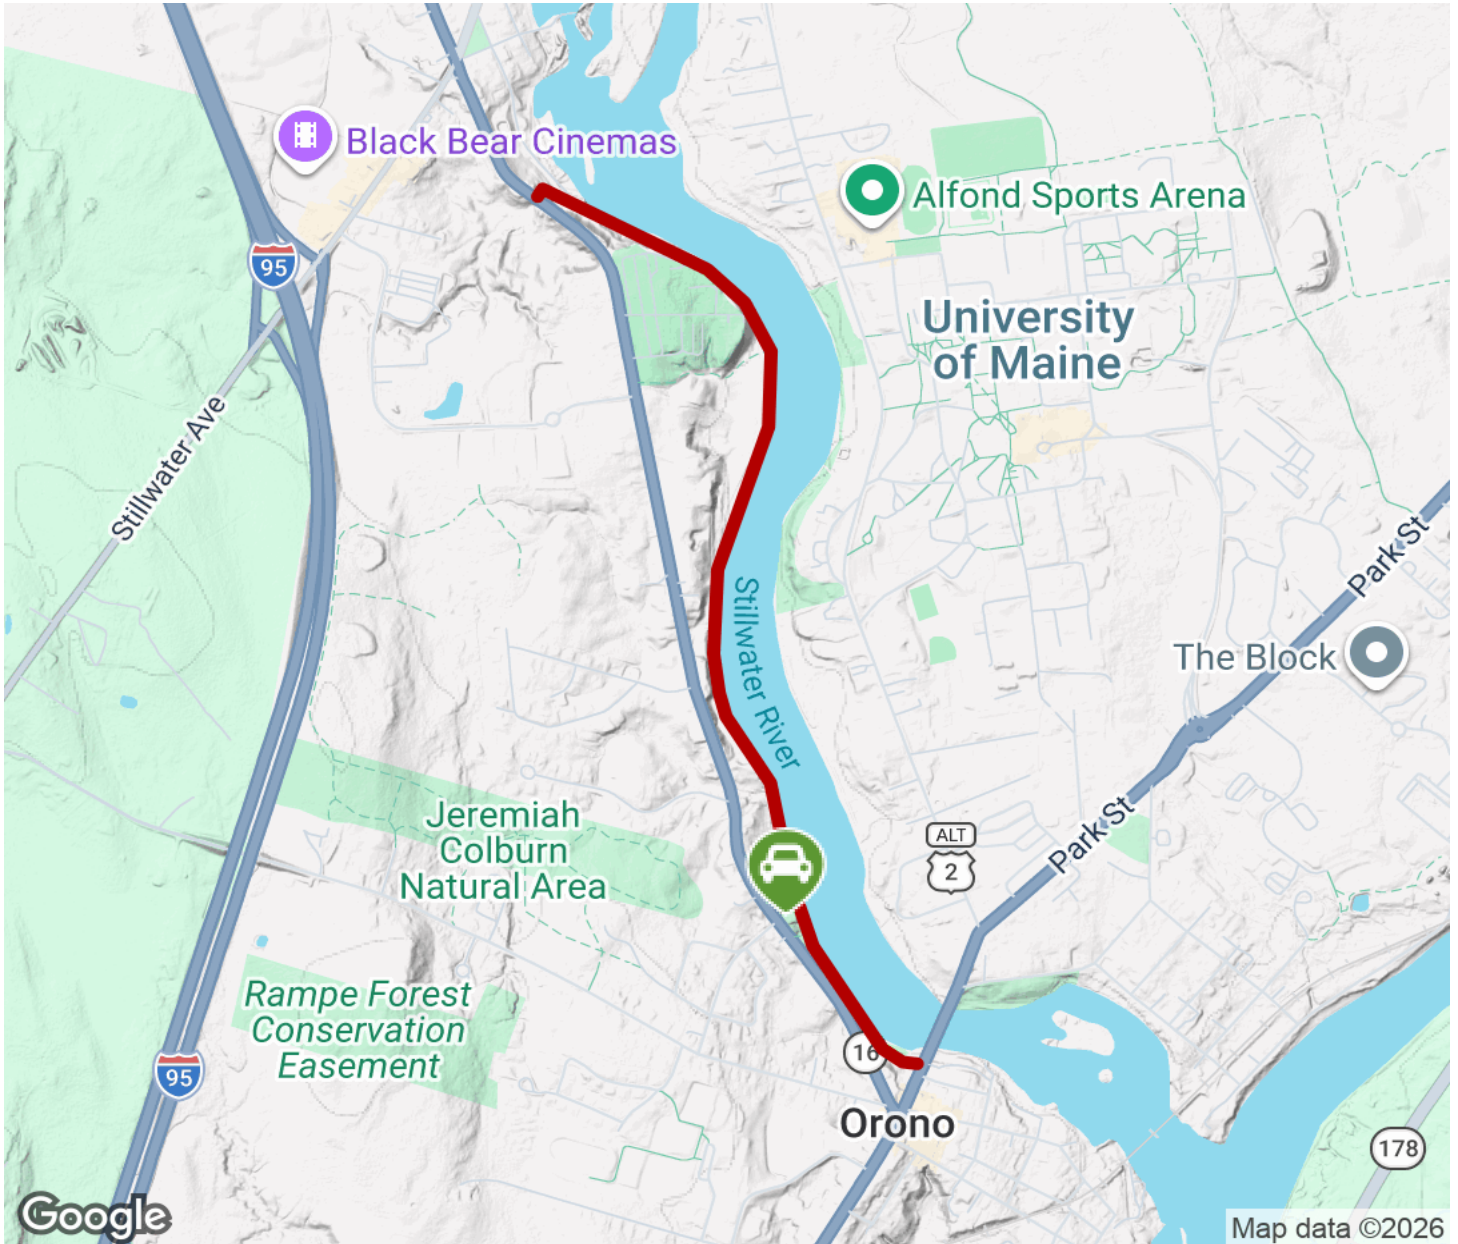 Black Bear Cinemas
Alfond Sports Arena
95
University
of Maine
Stillwater Ave
Park St
Stillwater River
The Block
Jeremiah
Colburn
Natural Area
Park St
ALT
2
Rampe Forest
Conservation
Easement
16
95
Orono
178
Google
Map data ©2026